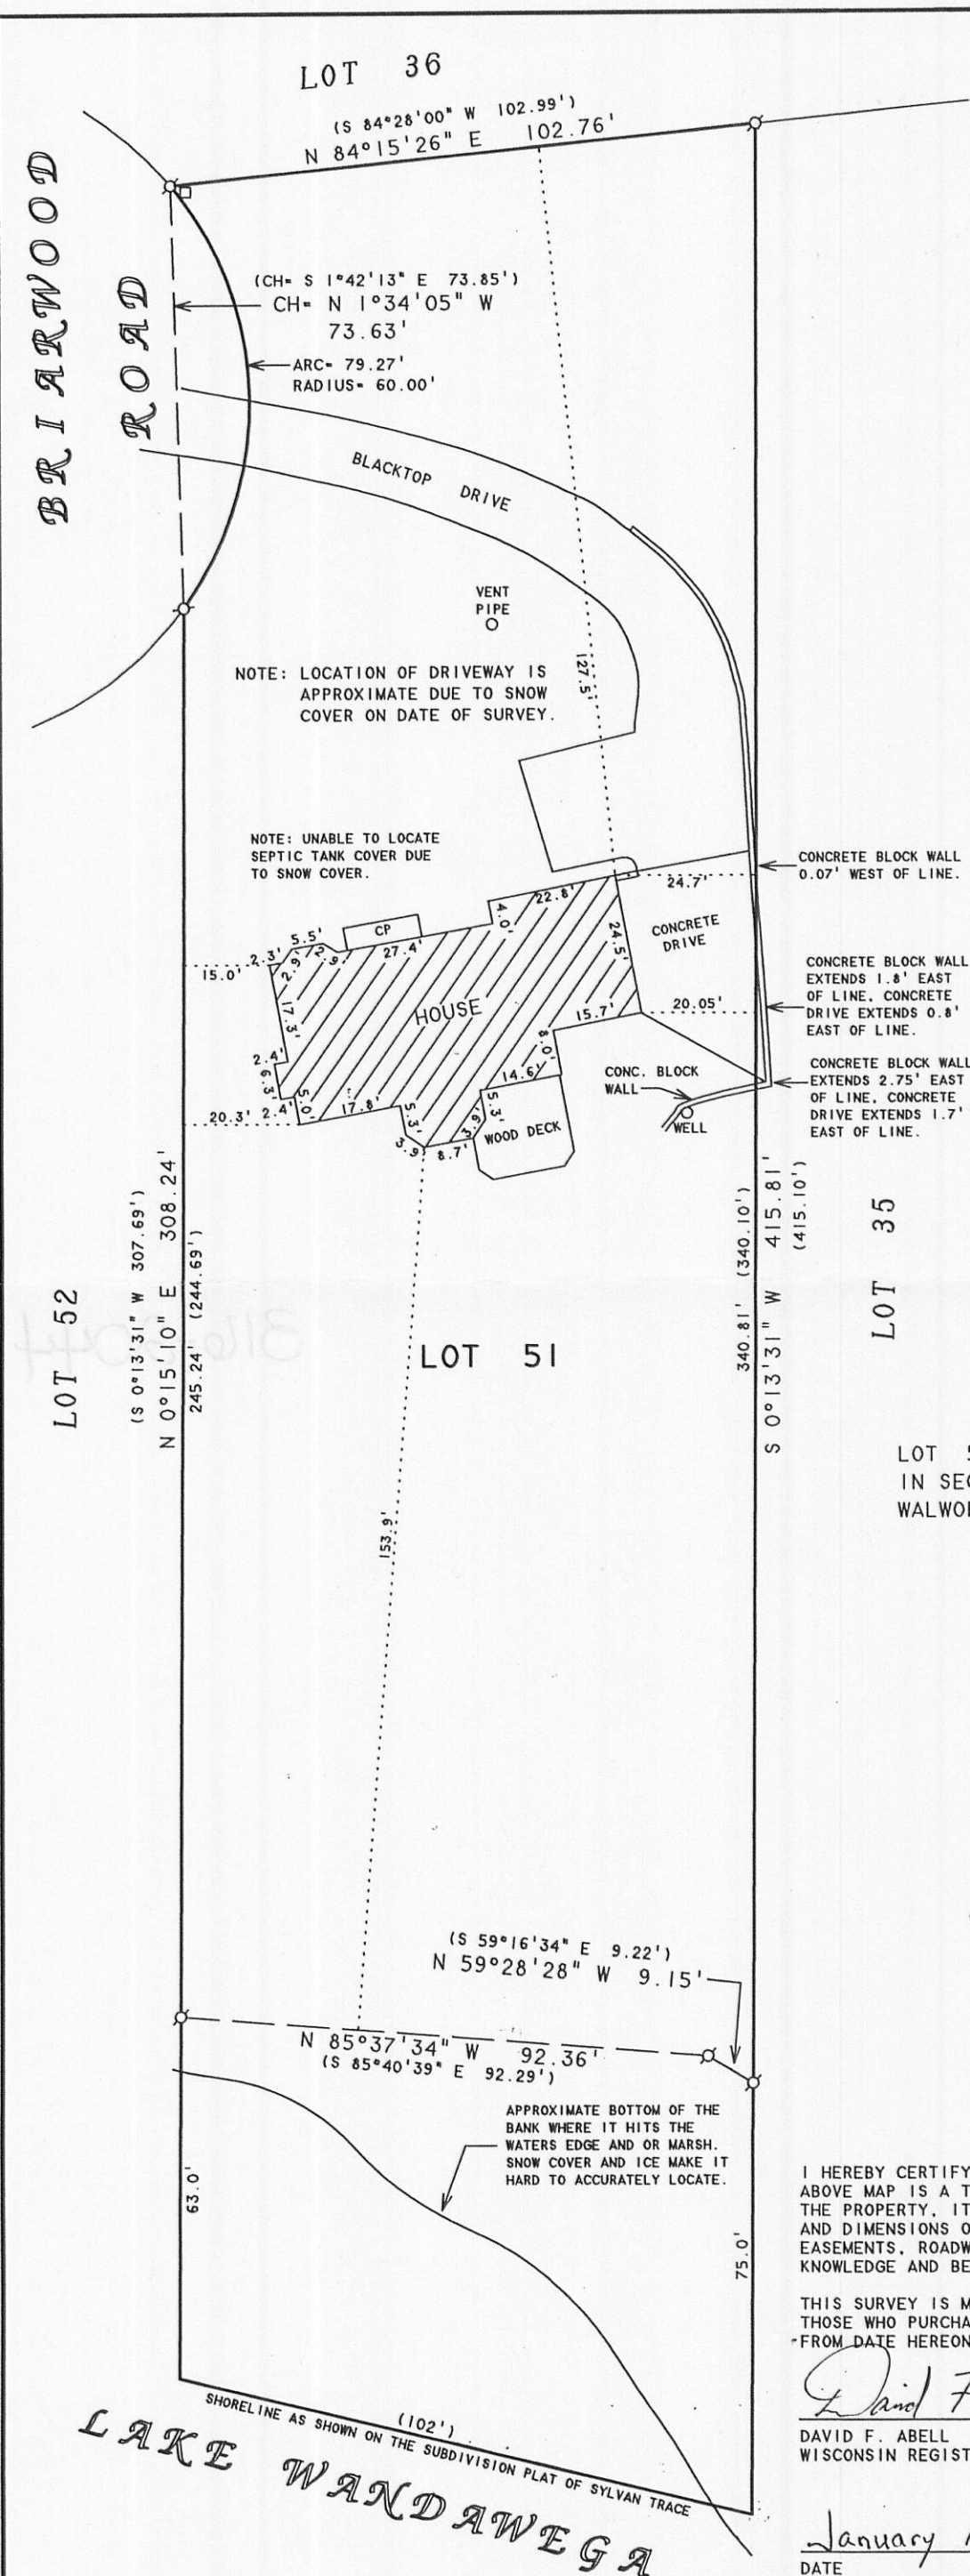 LOT 36
(S 84°28'00" W 102.99')
N 84°15'26" E 102.76'
BRIARWOOD
ROAD
(CH= S 1°42'13" E 73.85')
CH= N 1°34'05" W
73.63'
ARC= 79.27'
RADIUS= 60.00'
BLACKTOP DRIVE
VENT
PIPE
NOTE: LOCATION OF DRIVEWAY IS
APPROXIMATE DUE TO SNOW
COVER ON DATE OF SURVEY.
127.5'
NOTE: UNABLE TO LOCATE
SEPTIC TANK COVER DUE
TO SNOW COVER.
CONCRETE BLOCK WALL
0.07' WEST OF LINE.
24.7'
22.8'
4.0'
CP
5.5'
2.3'
2.9'
2.9'
27.4'
24.5'
CONCRETE
DRIVE
15.0'
17.3'
HOUSE
CONCRETE BLOCK WALL
EXTENDS 1.8' EAST
OF LINE. CONCRETE
DRIVE EXTENDS 0.8'
EAST OF LINE.
20.05'
15.7'
8.0'
2.4'
6.3'
14.6'
CONC. BLOCK
WALL
CONCRETE BLOCK WALL
EXTENDS 2.75' EAST
OF LINE. CONCRETE
DRIVE EXTENDS 1.7'
EAST OF LINE.
20.3'
2.4'
5.0'
17.8'
5.3'
3.9'
8.7'
3.9'
5.3'
WOOD DECK
WELL
LOT 52
(S 0°13'31" W 307.69')
N 0°15'10" E 308.24'
245.24' (244.69')
LOT 51
340.81' (340.10')
S 0°13'31" W 415.81'
(415.10')
LOT 35
LOT
IN SEC
153.9'
(S 59°16'34" E 9.22')
N 59°28'28" W 9.15'
N 85°37'34" W 92.36'
(S 85°40'39" E 92.29')
APPROXIMATE BOTTOM OF THE
BANK WHERE IT HITS THE
WATERS EDGE AND OR MARSH.
SNOW COVER AND ICE MAKE IT
HARD TO ACCURATELY LOCATE.
63.0'
75.0'
I HEREBY CERTIFY
ABOVE MAP IS A T
THE PROPERTY, IT
AND DIMENSIONS O
EASEMENTS, ROADW
KNOWLEDGE AND BE
THIS SURVEY IS M
THOSE WHO PURCHA
FROM DATE HEREON
David F
DAVID F. ABELL
WISCONSIN REGIST
January
DATE
(102')
SHORELINE AS SHOWN ON THE SUBDIVISION PLAT OF SYLVAN TRACE
LAKE WANDAWEGA